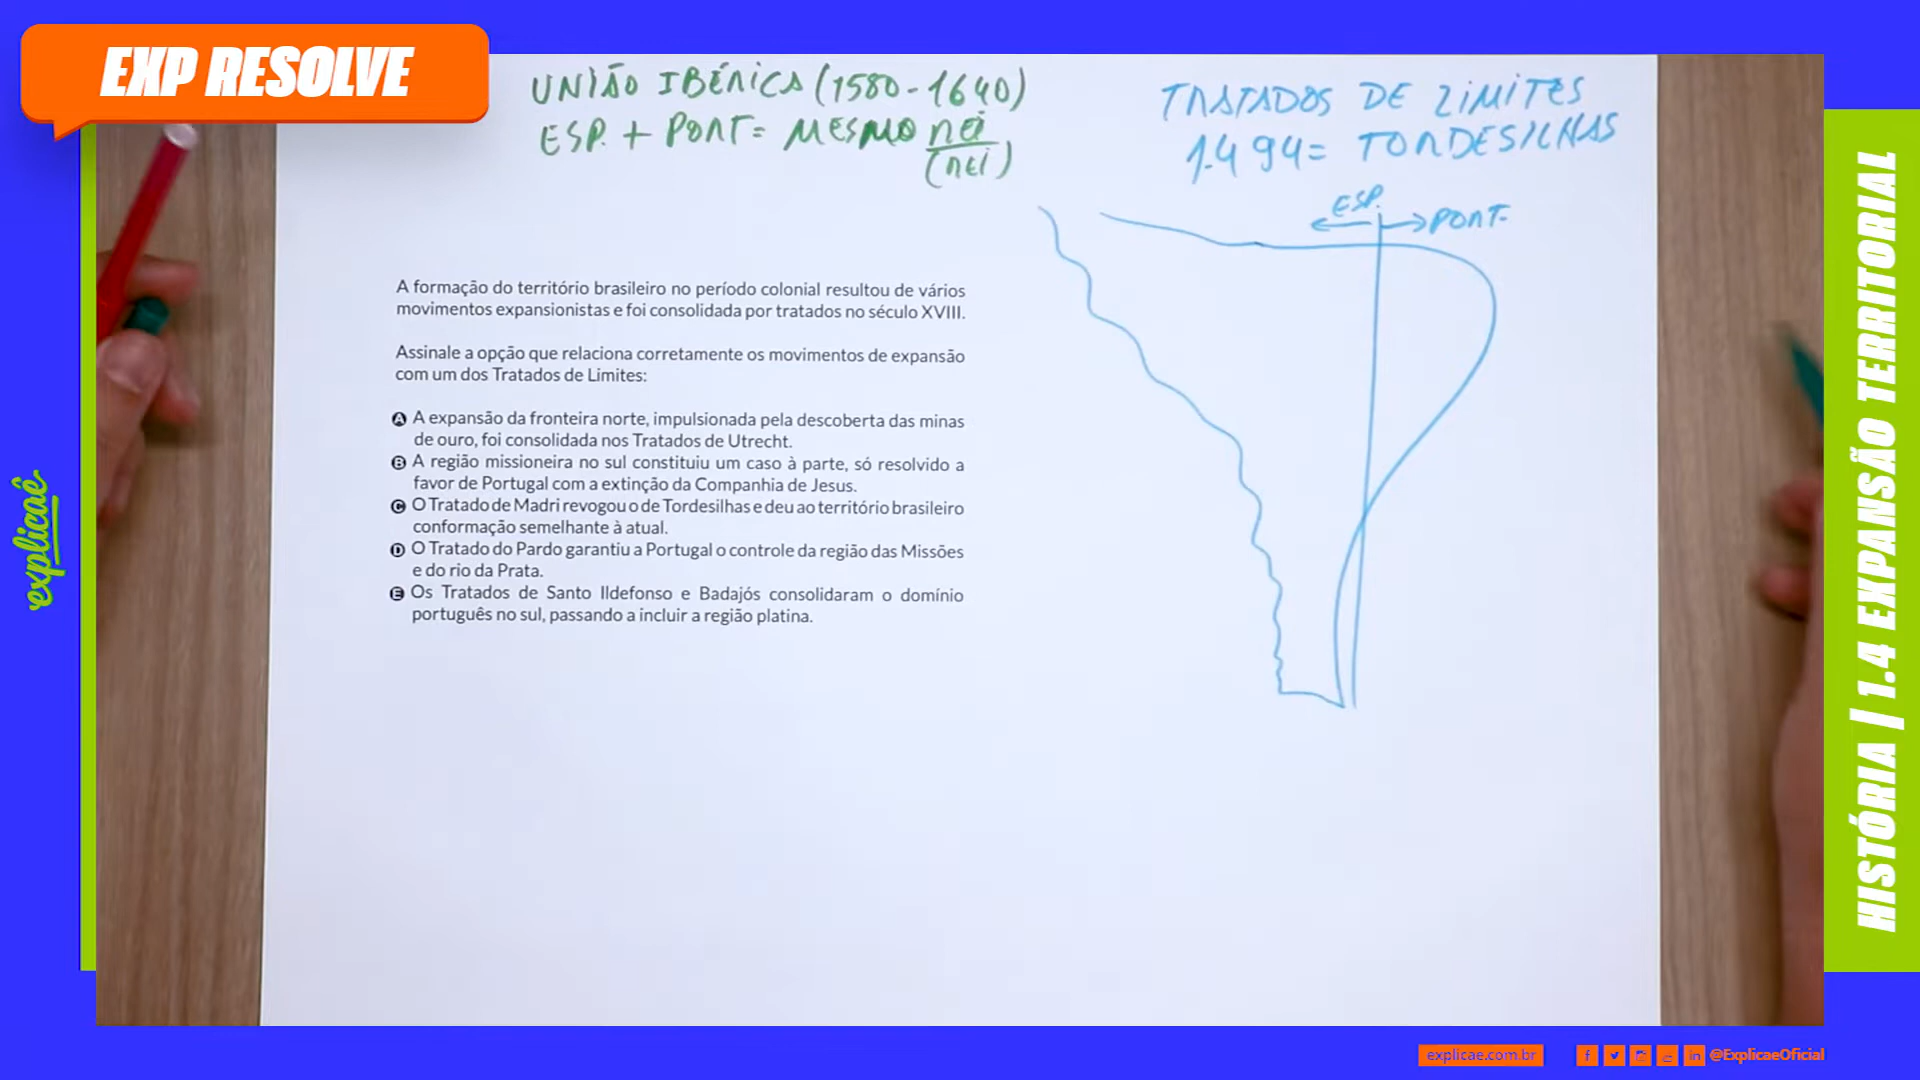 EXP RESOLVE
UNIÃO IBÉRICA (1580-1640)
ESP. + PORT = MESMO REI
(REI)
TRATADOS DE LIMITES
1.494 = TORDESILHAS
ESP.
PORT.
A formação do território brasileiro no período colonial resultou de vários
movimentos expansionistas e foi consolidada por tratados no século XVIII.
Assinale a opção que relaciona corretamente os movimentos de expansão
com um dos Tratados de Limites:
A A expansão da fronteira norte, impulsionada pela descoberta das minas
de ouro, foi consolidada nos Tratados de Utrecht.
B A região missioneira no sul constituiu um caso à parte, só resolvido a
favor de Portugal com a extinção da Companhia de Jesus.
C O Tratado de Madri revogou o de Tordesilhas e deu ao território brasileiro
conformação semelhante à atual.
D O Tratado do Pardo garantiu a Portugal o controle da região das Missões
e do rio da Prata.
E Os Tratados de Santo Ildefonso e Badajós consolidaram o domínio
português no sul, passando a incluir a região platina.
explicaê
HISTÓRIA | 1.4 EXPANSÃO TERRITORIAL
explicae.com.br
@ExplicaeOficial